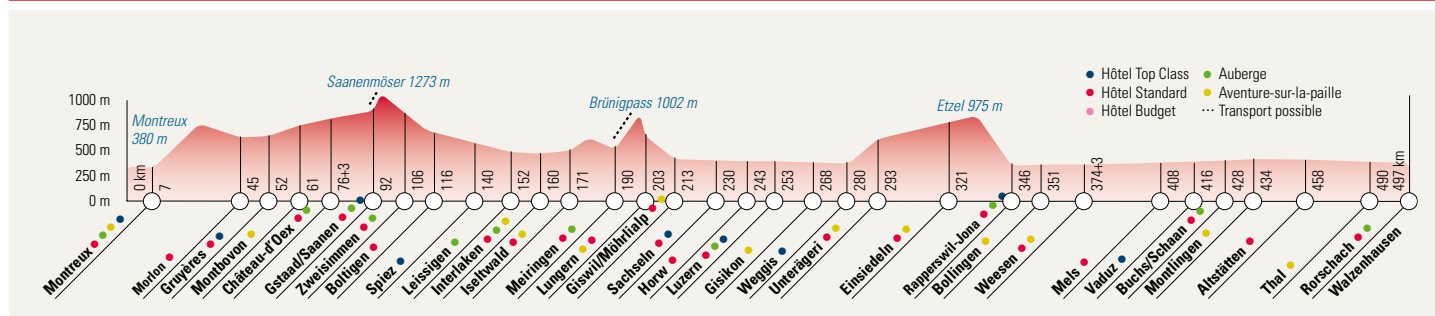 Saanenmöser 1273 m
Brünigpass 1002 m
Etzel 975 m
Hôtel Top Class
Hôtel Standard
Hôtel Budget
Auberge
Aventure-sur-la-paille
Transport possible
Montreux
380 m
1000 m
750 m
500 m
250 m
0 m
0 km
7
45
52
61
76+3
92
106
116
140
152
160
171
190
203
213
230
243
253
268
280
293
321
346
351
374+3
408
416
428
434
458
490
497 km
Montreux
Morlon
Gruyères
Montbovon
Château-d'Oex
Gstaad/Saanen
Zweisimmen
Boltigen
Spiez
Leissigen
Interlaken
Iseltwald
Meiringen
Lungern
Giswil/Möhrlialp
Sachseln
Horw
Luzern
Gisikon
Weggis
Unterägeri
Einsiedeln
Rapperswil-Jona
Bollingen
Weesen
Mels
Vaduz
Buchs/Schaan
Montlingen
Altstätten
Thal
Rorschach
Walzenhausen